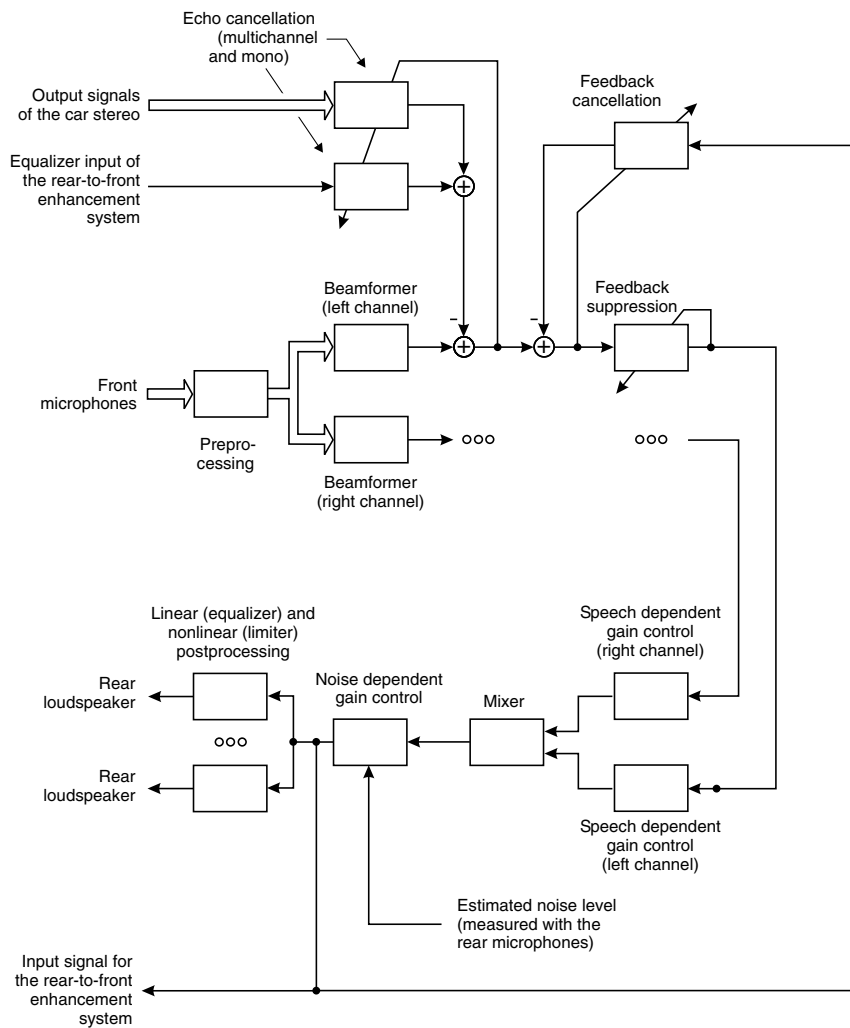 Echo cancellation
(multichannel
and mono)
Output signals
of the car stereo
Feedback
cancellation
Equalizer input of
the rear-to-front
enhancement
system
Beamformer
(left channel)
Feedback
suppression
–
–
+
+
+
Front
microphones
Prepro-
cessing
Beamformer
(right channel)
Linear (equalizer) and
nonlinear (limiter)
postprocessing
Speech dependent
gain control
(right channel)
Rear
loudspeaker
Noise dependent
gain control
Mixer
Rear
loudspeaker
Speech dependent
gain control
(left channel)
Estimated noise level
(measured with the
rear microphones)
Input signal for
the rear-to-front
enhancement
system